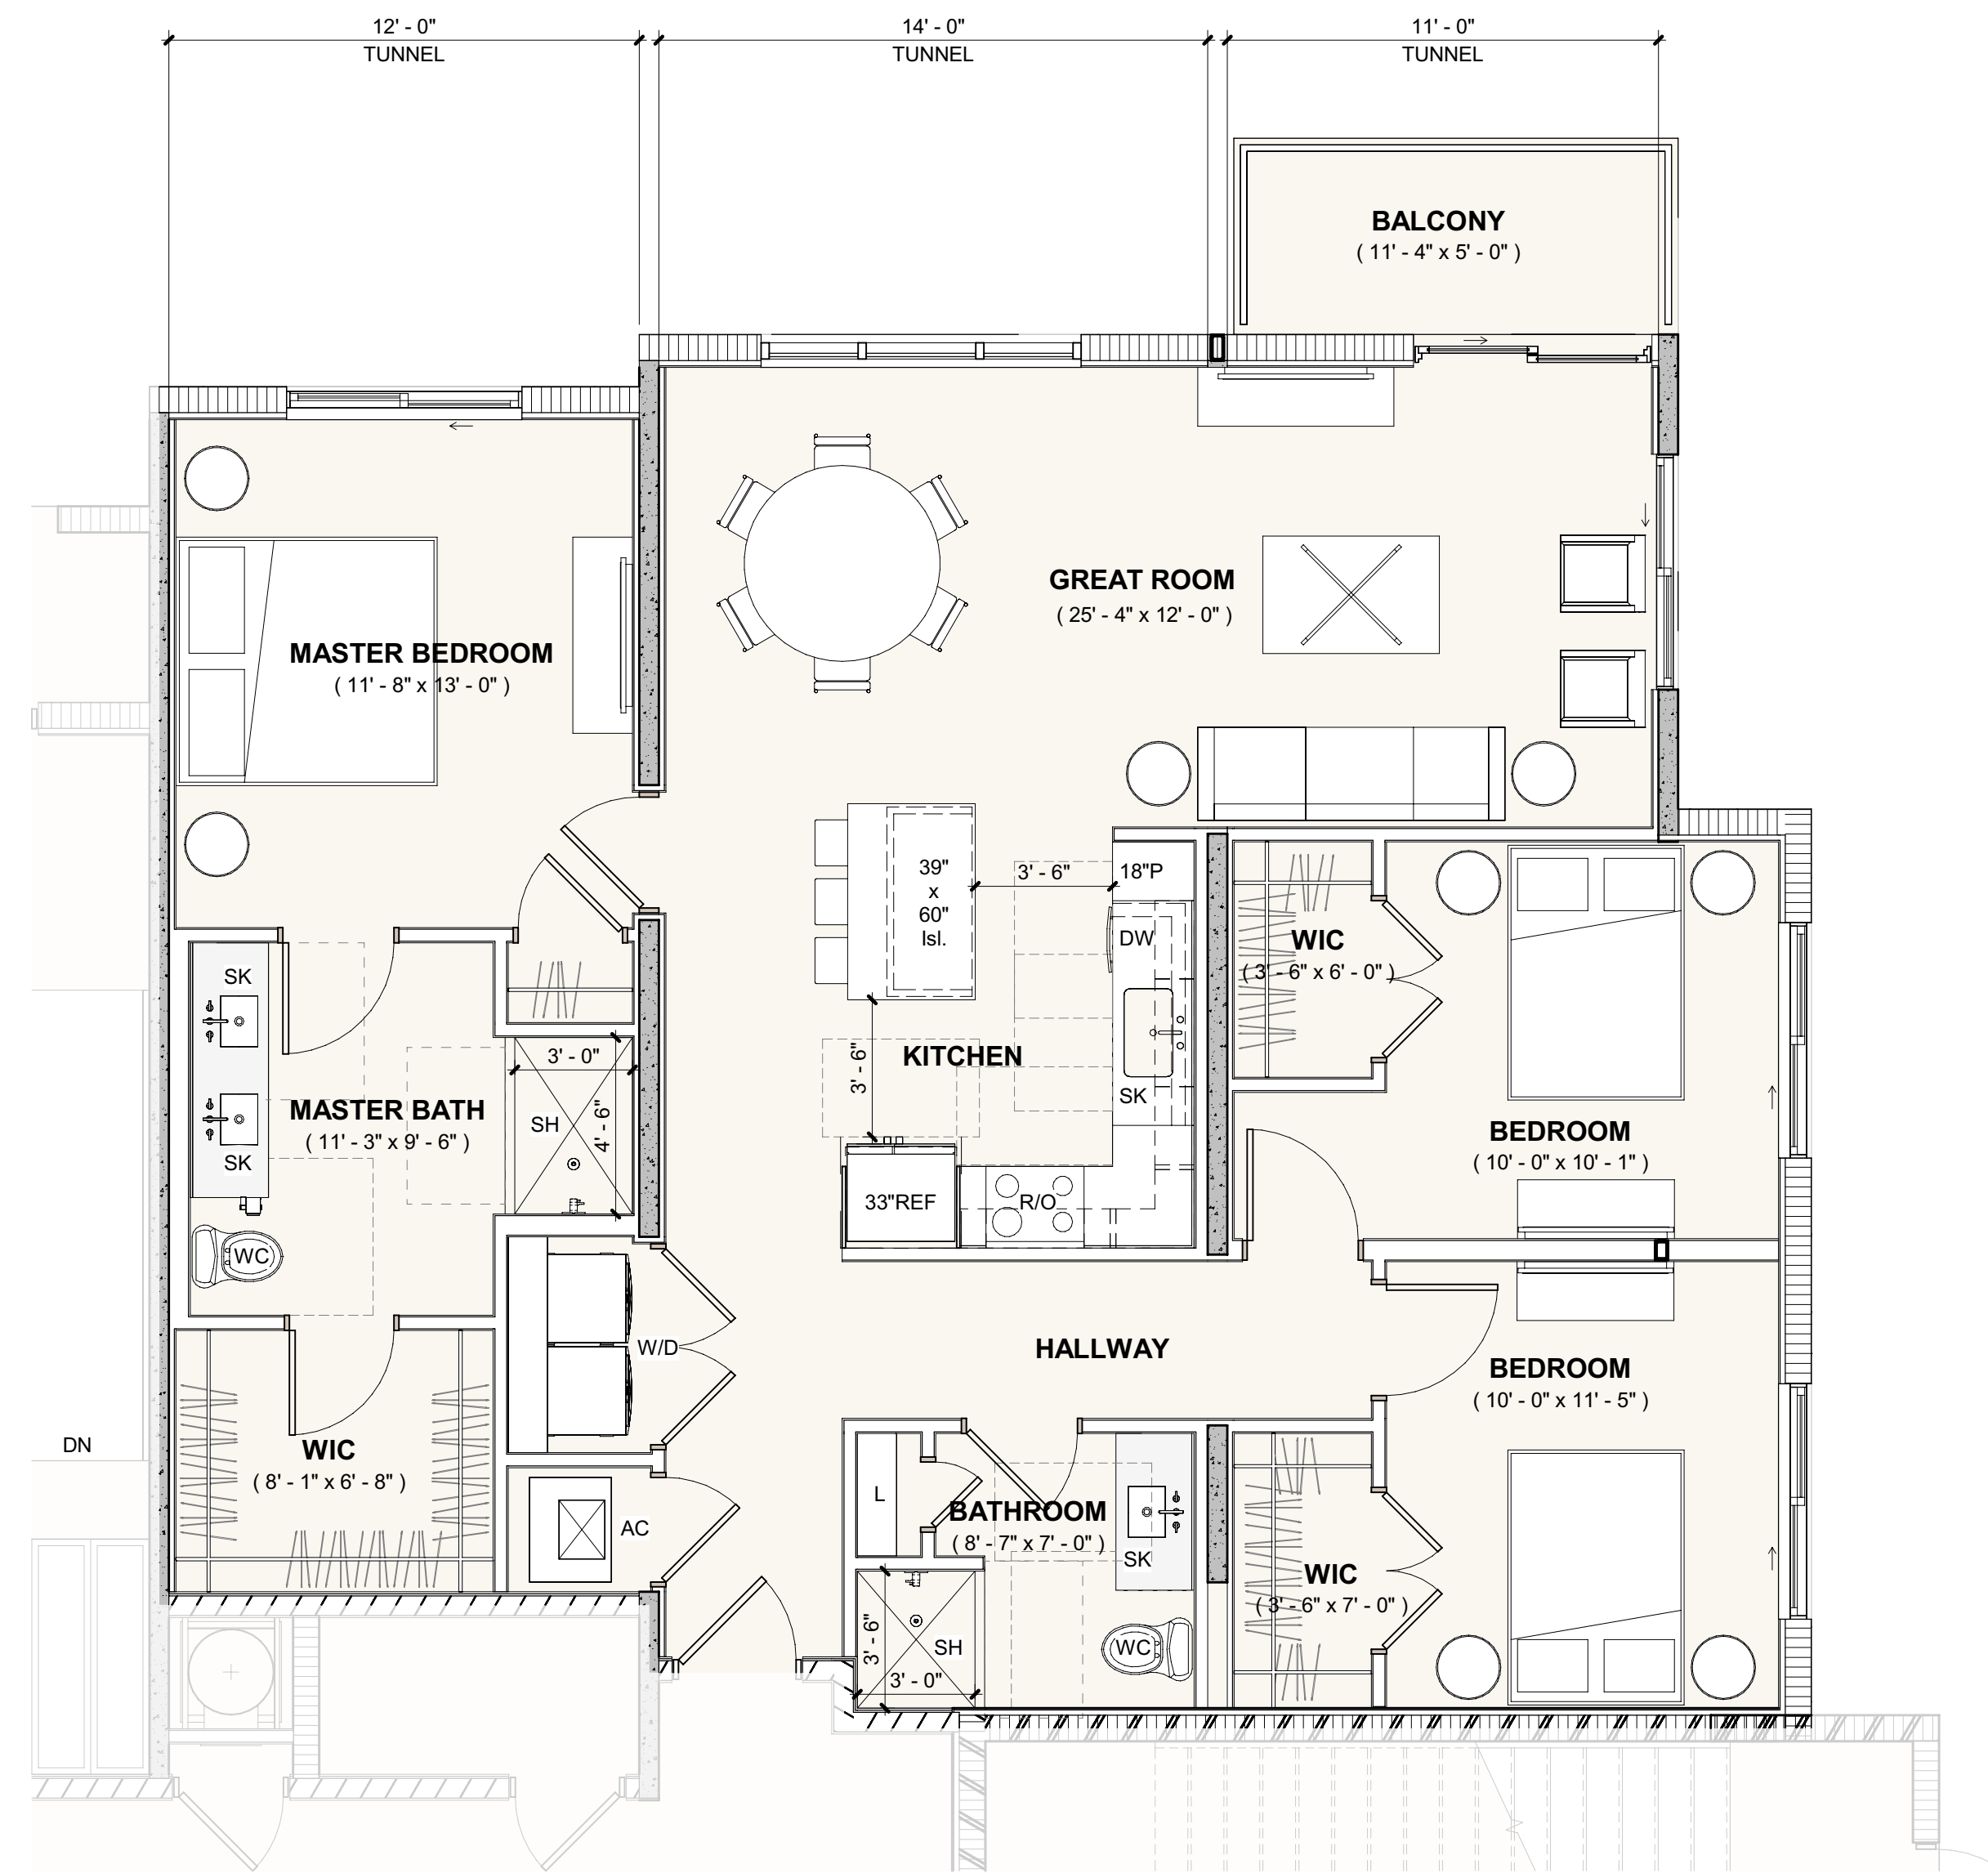 12' - 0"
TUNNEL
14' - 0"
TUNNEL
11' - 0"
TUNNEL
BALCONY
( 11' - 4" x 5' - 0" )
GREAT ROOM
( 25' - 4" x 12' - 0" )
MASTER BEDROOM
( 11' - 8" x 13' - 0" )
39"
x
60"
Isl.
3' - 6"
18"P
DW
SK
3' - 6"
KITCHEN
33"REF
R/O
WIC
( 3' - 6" x 6' - 0" )
BEDROOM
( 10' - 0" x 10' - 1" )
SK
SK
MASTER BATH
( 11' - 3" x 9' - 6" )
3' - 0"
SH
4' - 6"
WC
W/D
HALLWAY
BEDROOM
( 10' - 0" x 11' - 5" )
DN
WIC
( 8' - 1" x 6' - 8" )
AC
L
BATHROOM
( 8' - 7" x 7' - 0" )
SK
WIC
( 3' - 6" x 7' - 0" )
3' - 6"
SH
3' - 0"
WC